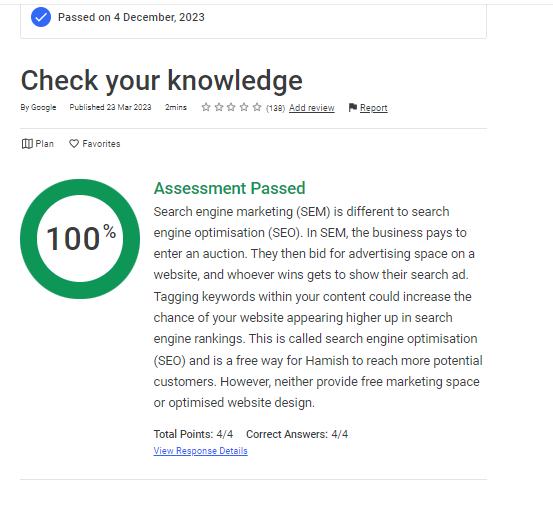 Passed on 4 December, 2023
Check your knowledge
By Google Published 23 Mar 2023 2mins (138) Add review Report
Plan Favorites
100%
Assessment Passed
Search engine marketing (SEM) is different to search
engine optimisation (SEO). In SEM, the business pays to
enter an auction. They then bid for advertising space on a
website, and whoever wins gets to show their search ad.
Tagging keywords within your content could increase the
chance of your website appearing higher up in search
engine rankings. This is called search engine optimisation
(SEO) and is a free way for Hamish to reach more potential
customers. However, neither provide free marketing space
or optimised website design.
Total Points: 4/4 Correct Answers: 4/4
View Response Details